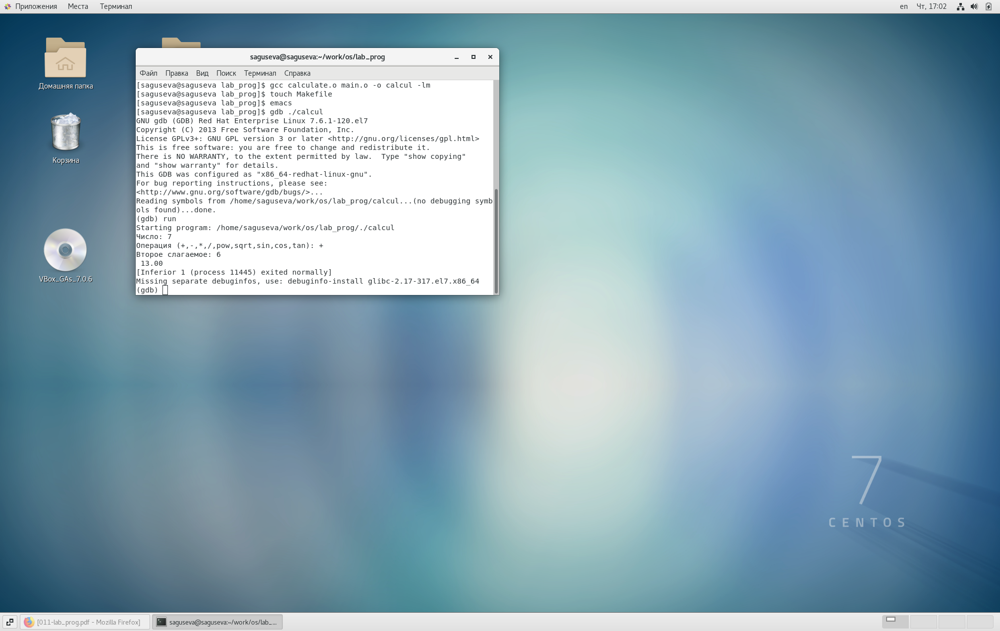 Приложения Места Терминал en Чт, 17:02
Домашняя папка
Корзина
VBox_GAs_7.0.6
saguseva@saguseva:~/work/os/lab_prog
Файл Правка Вид Поиск Терминал Справка
[saguseva@saguseva lab_prog]$ gcc calculate.o main.o -o calcul -lm
[saguseva@saguseva lab_prog]$ touch Makefile
[saguseva@saguseva lab_prog]$ emacs
[saguseva@saguseva lab_prog]$ gdb ./calcul
GNU gdb (GDB) Red Hat Enterprise Linux 7.6.1-120.el7
Copyright (C) 2013 Free Software Foundation, Inc.
License GPLv3+: GNU GPL version 3 or later <http://gnu.org/licenses/gpl.html>
This is free software: you are free to change and redistribute it.
There is NO WARRANTY, to the extent permitted by law.  Type "show copying"
and "show warranty" for details.
This GDB was configured as "x86_64-redhat-linux-gnu".
For bug reporting instructions, please see:
<http://www.gnu.org/software/gdb/bugs/>...
Reading symbols from /home/saguseva/work/os/lab_prog/calcul...(no debugging symb
ols found)...done.
(gdb) run
Starting program: /home/saguseva/work/os/lab_prog/./calcul
Число: 7
Операция (+,-,*,/,pow,sqrt,sin,cos,tan): +
Второе слагаемое: 6
 13.00
[Inferior 1 (process 11445) exited normally]
Missing separate debuginfos, use: debuginfo-install glibc-2.17-317.el7.x86_64
(gdb)
7
CENTOS
[011-lab_prog.pdf - Mozilla Firefox] saguseva@saguseva:~/work/os/lab_...